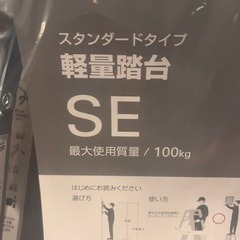 スタンダードタイプ
軽量踏台
SE
最大使用質量 / 100kg
はじめにお読みください
選び方
使い方